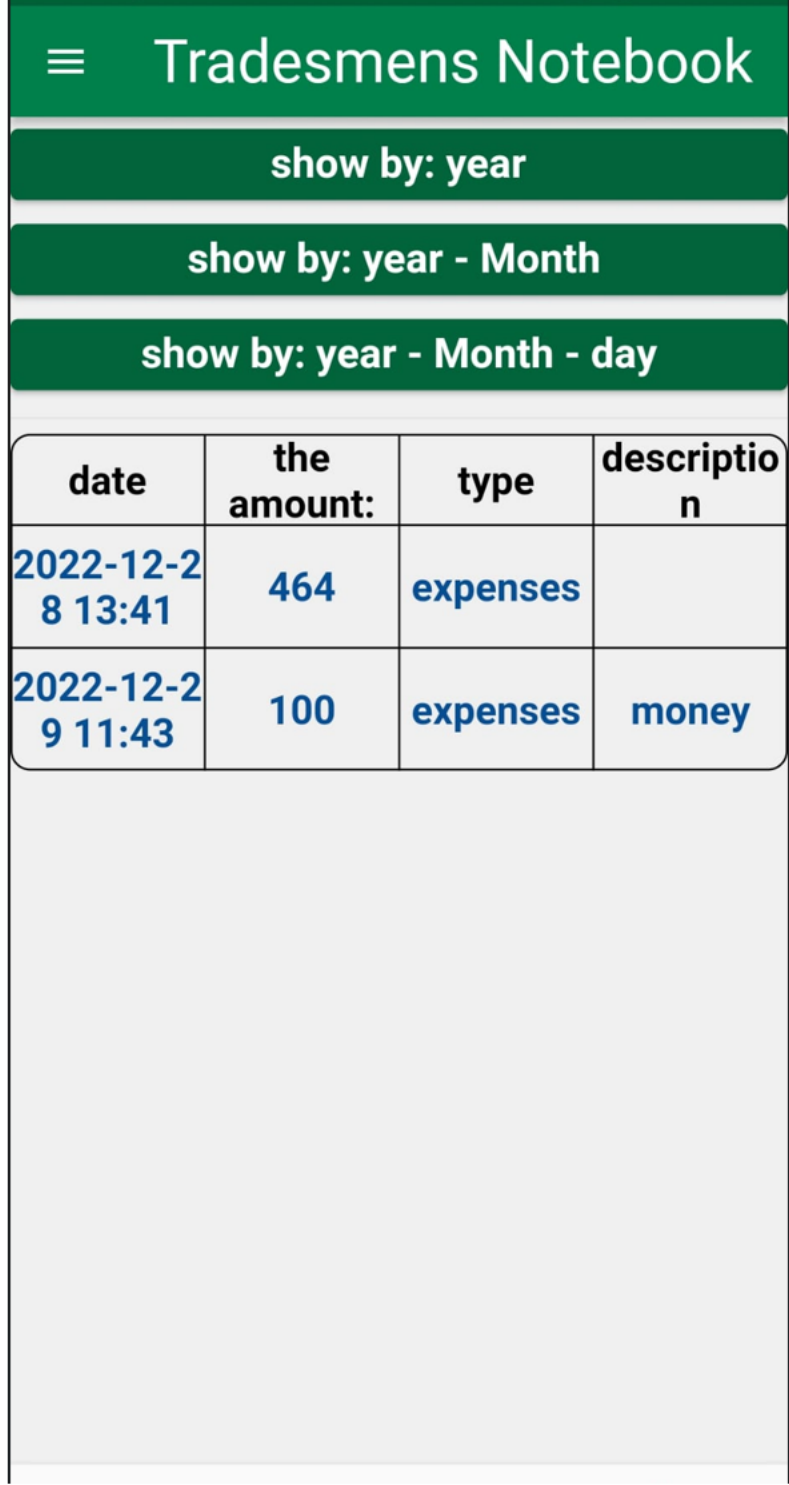 Tradesmens Notebook
show by: year
show by: year - Month
show by: year - Month - day
date
the
amount:
type
descriptio
n
2022-12-2
8 13:41
464
expenses
2022-12-2
9 11:43
100
expenses
money